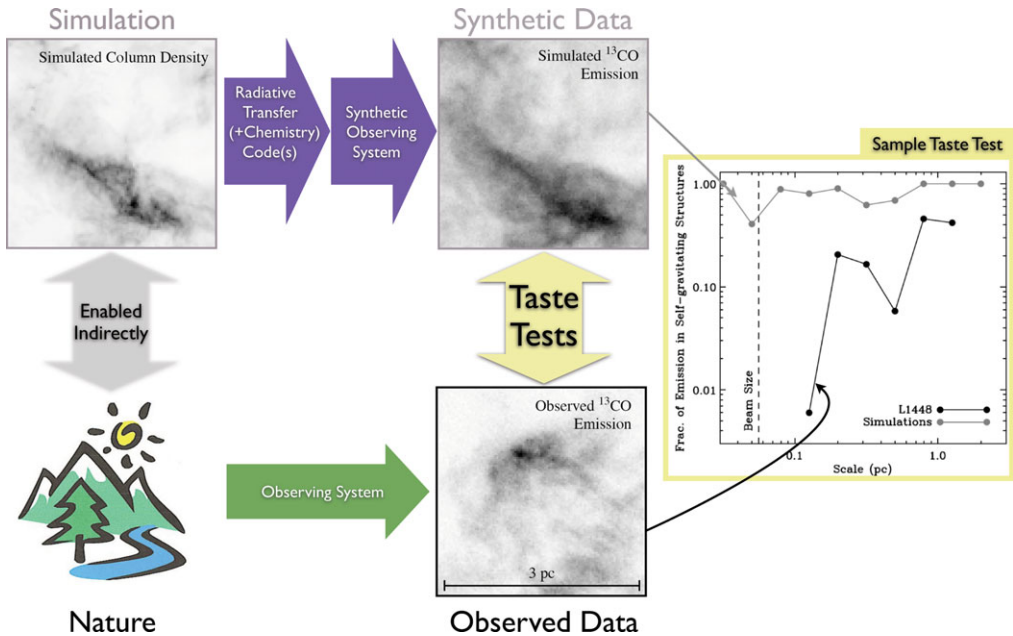 Simulation
Synthetic Data
Simulated Column Density
Radiative
Transfer
(+Chemistry)
Code(s)
Synthetic
Observing
System
Simulated ¹³CO
Emission
Sample Taste Test
Frac. of Emission in Self-gravitating Structures
1.00
0.10
0.01
Beam Size
L1448
Simulations
0.1
1.0
Scale (pc)
Enabled
Indirectly
Taste
Tests
Observing System
Observed ¹³CO
Emission
3 pc
Nature
Observed Data